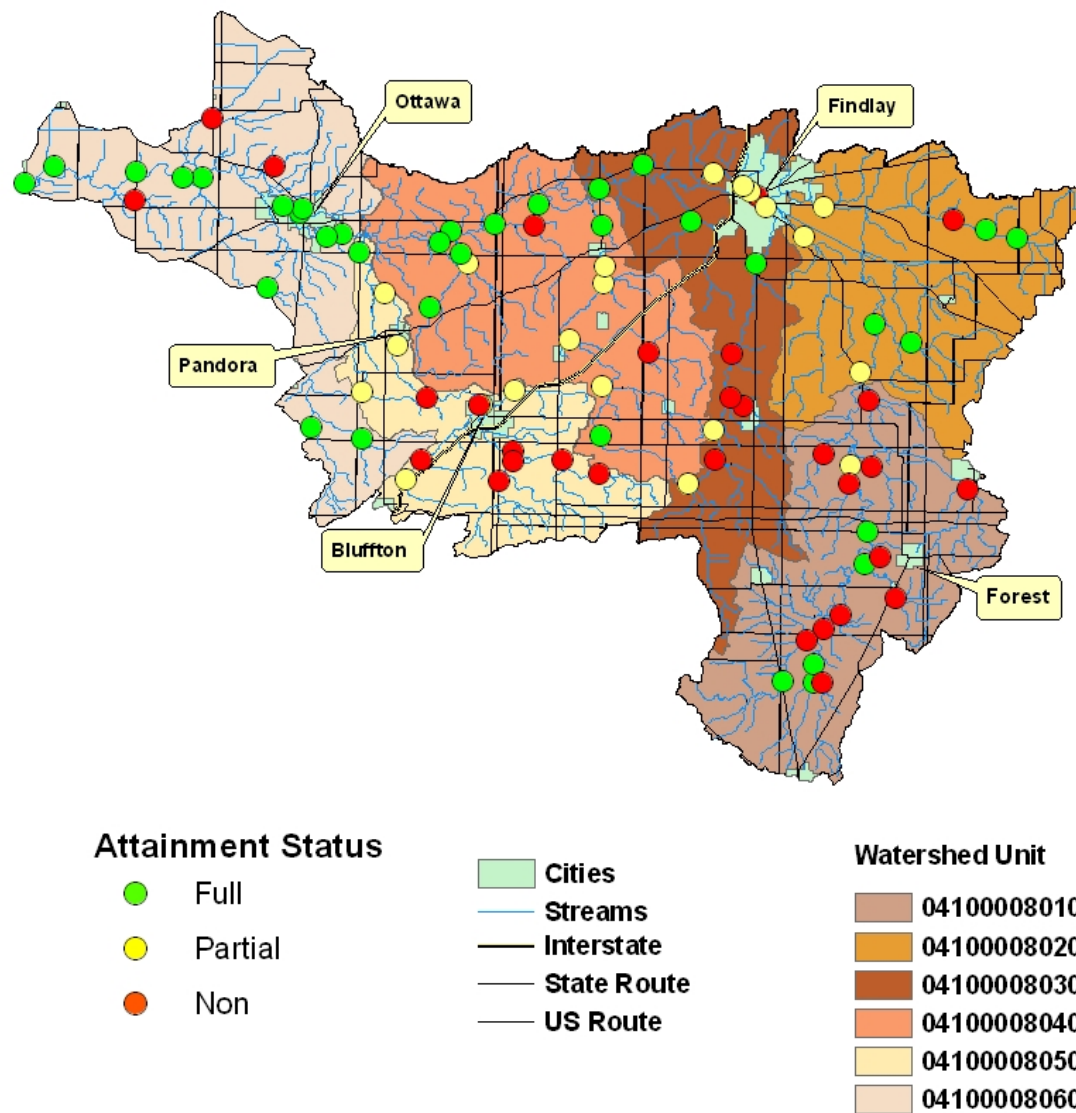 Ottawa
Findlay
Pandora
Bluffton
Forest
Attainment Status
Full
Partial
Non
Cities
Streams
Interstate
State Route
US Route
Watershed Unit
04100008010
04100008020
04100008030
04100008040
04100008050
04100008060